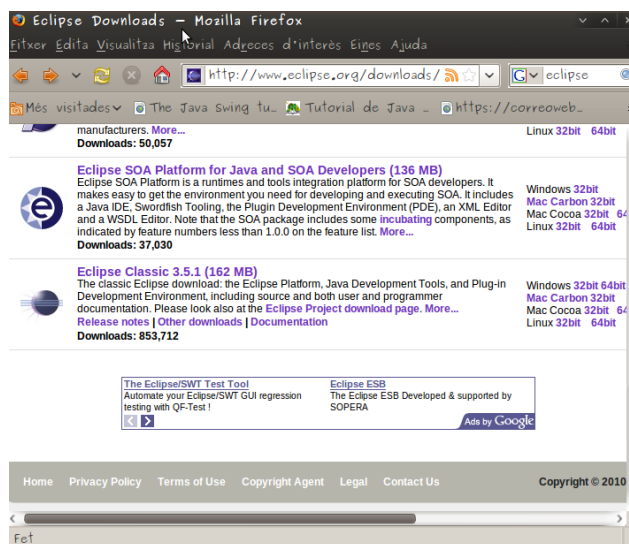 Eclipse Downloads – Mozilla Firefox
Fitxer Edita Visualitza Historial Adreces d'interès Eines Ajuda
http://www.eclipse.org/downloads/
G eclipse
Més visitades
The Java Swing tu…
Tutorial de Java …
https://correoweb…
manufacturers. More...
Downloads: 50,057
Linux 32bit 64bit
Eclipse SOA Platform for Java and SOA Developers (136 MB)
Eclipse SOA Platform is a runtimes and tools integration platform for SOA developers. It
makes easy to get the environment you need for developing and executing SOA. It includes
a Java IDE, Swordfish Tooling, the Plugin Development Environment (PDE), an XML Editor
and a WSDL Editor. Note that the SOA package includes some incubating components, as
indicated by feature numbers less than 1.0.0 on the feature list. More...
Downloads: 37,030
Windows 32bit
Mac Carbon 32bit
Mac Cocoa 32bit 64
Linux 32bit 64bit
Eclipse Classic 3.5.1 (162 MB)
The classic Eclipse download: the Eclipse Platform, Java Development Tools, and Plug-in
Development Environment, including source and both user and programmer
documentation. Please look also at the Eclipse Project download page. More...
Release notes | Other downloads | Documentation
Downloads: 853,712
Windows 32bit 64bit
Mac Carbon 32bit
Mac Cocoa 32bit 64
Linux 32bit 64bit
The Eclipse/SWT Test Tool
Automate your Eclipse/SWT GUI regression
testing with QF-Test !
Eclipse ESB
The Eclipse ESB Developed & supported by
SOPERA
Ads by Google
Home Privacy Policy Terms of Use Copyright Agent Legal Contact Us
Copyright © 2010
Fet